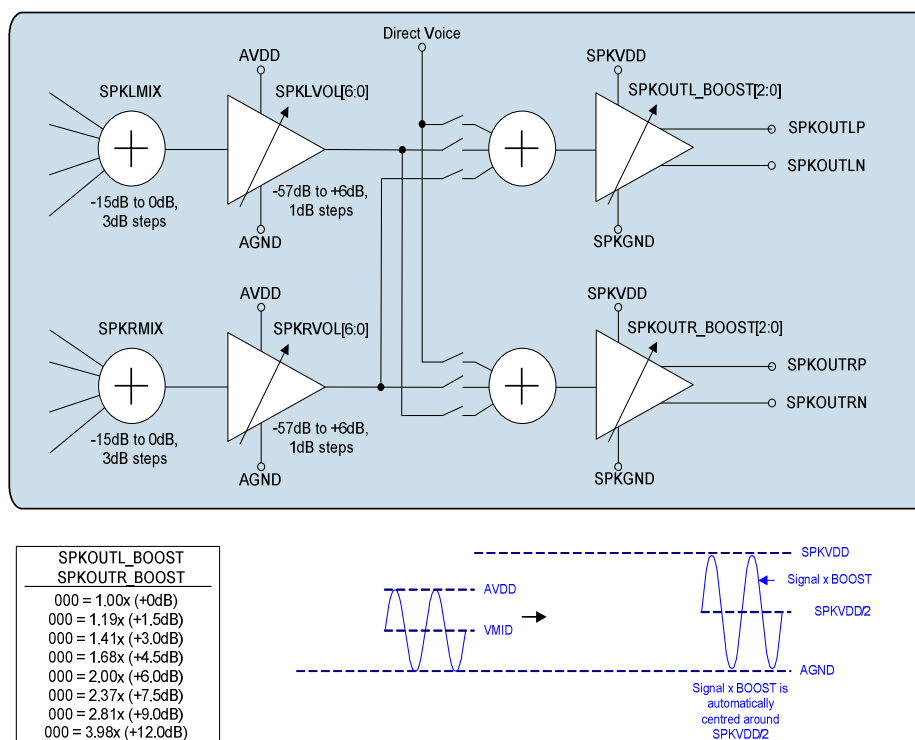 Direct Voice
AVDD
SPKVDD
SPKLMIX
SPKLVOL[6:0]
SPKOUTL_BOOST[2:0]
SPKOUTLP
SPKOUTLN
-15dB to 0dB,
3dB steps
-57dB to +6dB,
1dB steps
AGND
SPKGND
AVDD
SPKVDD
SPKRMIX
SPKRVOL[6:0]
SPKOUTR_BOOST[2:0]
SPKOUTRP
SPKOUTRN
-15dB to 0dB,
3dB steps
-57dB to +6dB,
1dB steps
AGND
SPKGND
SPKOUTL_BOOST
SPKOUTR_BOOST
000 = 1.00x (+0dB)
000 = 1.19x (+1.5dB)
000 = 1.41x (+3.0dB)
000 = 1.68x (+4.5dB)
000 = 2.00x (+6.0dB)
000 = 2.37x (+7.5dB)
000 = 2.81x (+9.0dB)
000 = 3.98x (+12.0dB)
AVDD
VMID
SPKVDD
Signal x BOOST
SPKVDD/2
AGND
Signal x BOOST is
automatically
centred around
SPKVDD/2